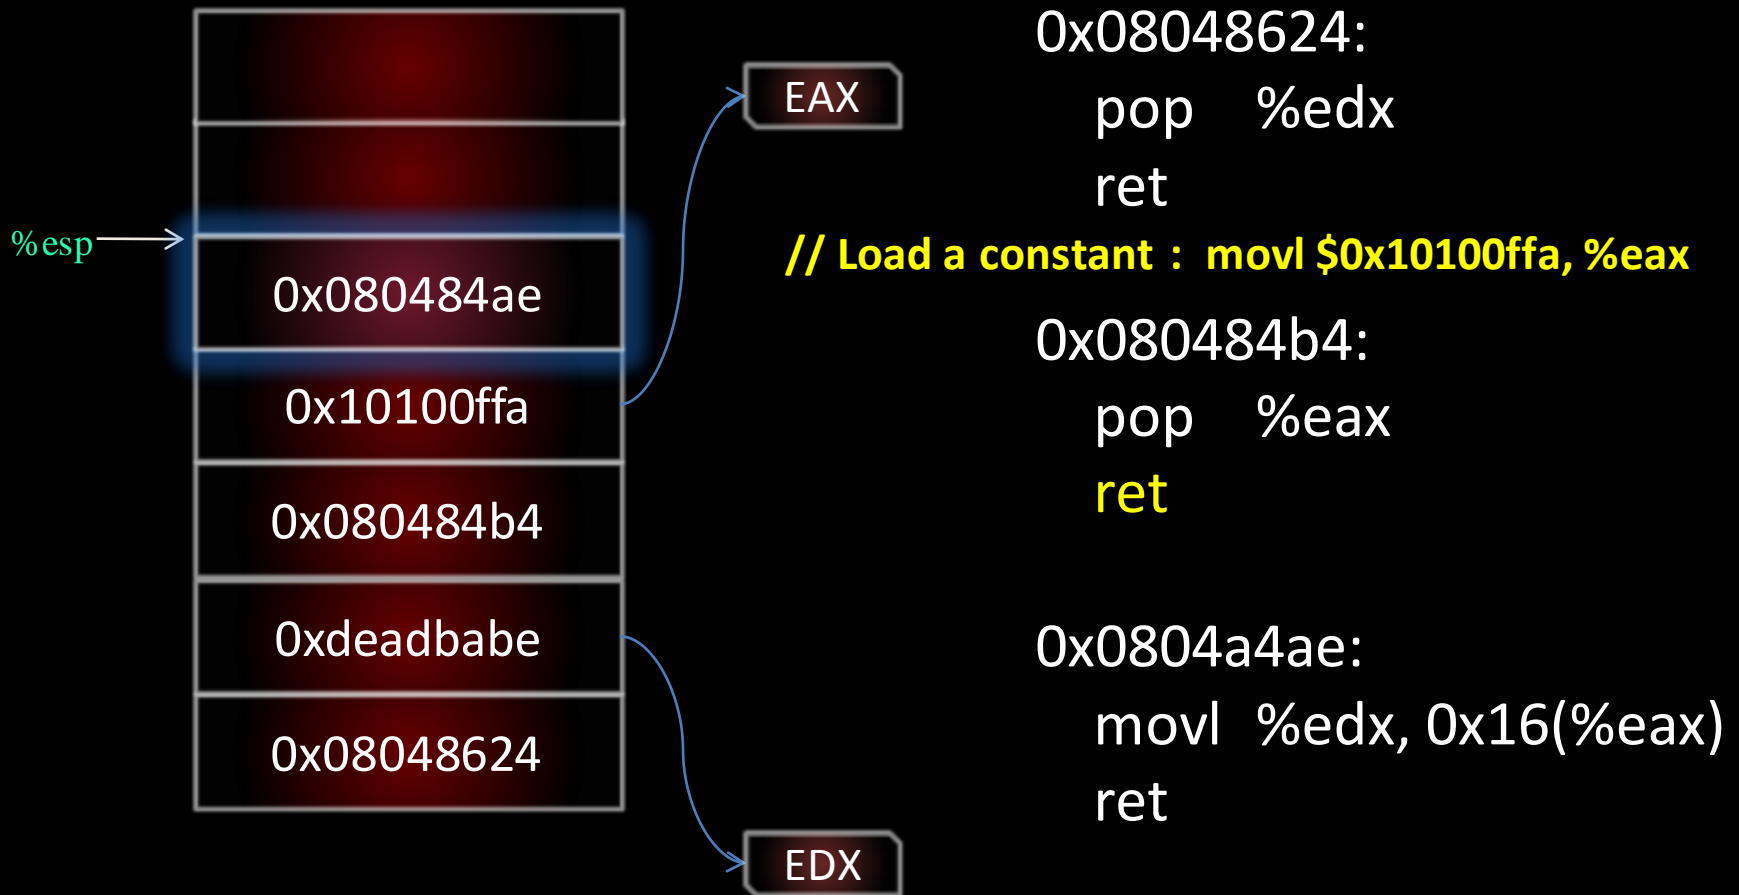 %esp
0x080484ae
0x10100ffa
0x080484b4
0xdeadbabe
0x08048624
EAX
EDX
0x08048624:
pop %edx
ret
// Load a constant : movl $0x10100ffa, %eax
0x080484b4:
pop %eax
ret
0x0804a4ae:
movl %edx, 0x16(%eax)
ret